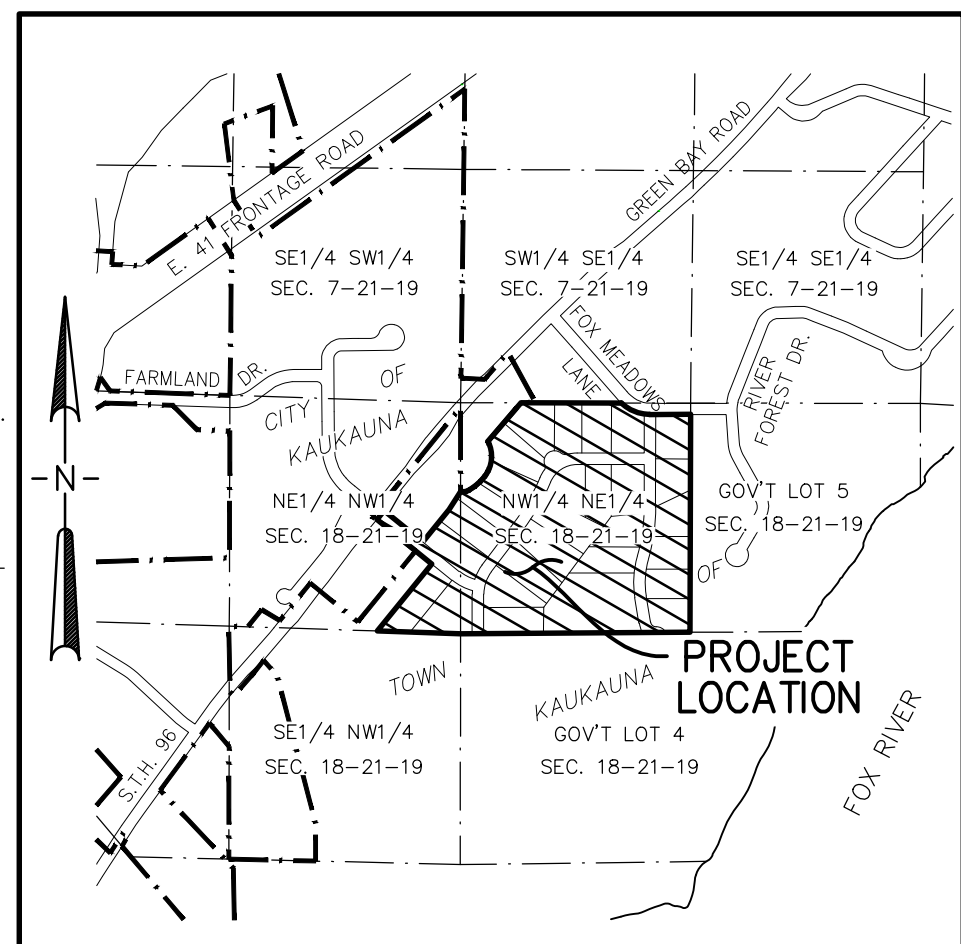 E. 41 FRONTAGE ROAD
GREEN BAY ROAD
SE1/4 SW1/4
SEC. 7-21-19
SW1/4 SE1/4
SEC. 7-21-19
SE1/4 SE1/4
SEC. 7-21-19
FARMLAND DR.
CITY OF
KAUKAUNA
FOX MEADOWS
LANE
RIVER
FOREST DR.
-N-
NE1/4 NW1/4
SEC. 18-21-19
NW1/4 NE1/4
SEC. 18-21-19
GOV'T LOT 5
SEC. 18-21-19
TOWN OF
KAUKAUNA
PROJECT
LOCATION
S.T.H. 96
SE1/4 NW1/4
SEC. 18-21-19
GOV'T LOT 4
SEC. 18-21-19
FOX RIVER